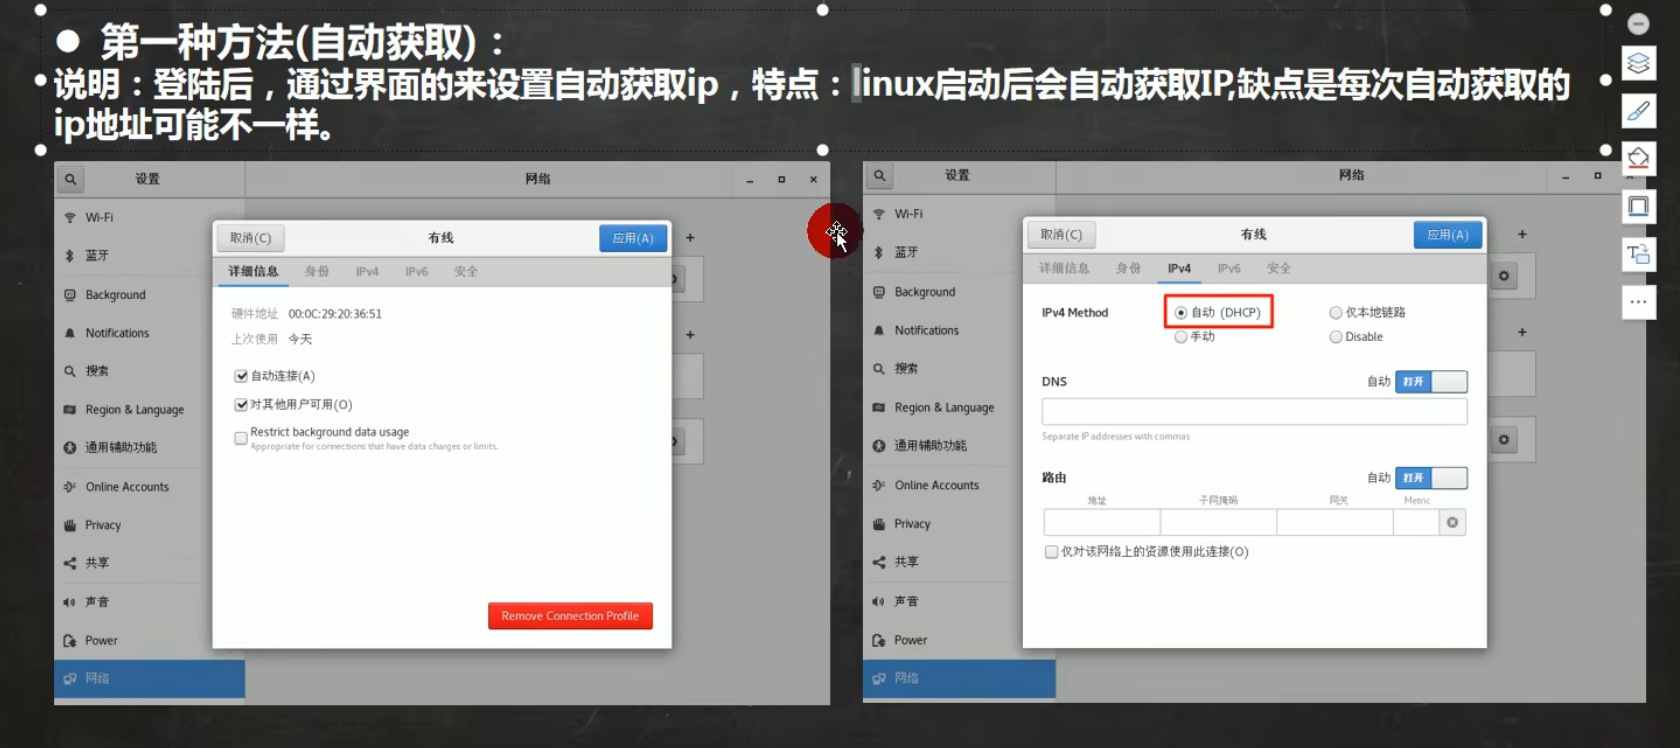 ● 第一种方法(自动获取)：
•说明：登陆后，通过界面的来设置自动获取ip，特点：linux启动后会自动获取IP,缺点是每次自动获取的
ip地址可能不一样。
设置
网络
Wi-Fi
蓝牙
Background
Notifications
搜索
Region & Language
通用辅助功能
Online Accounts
Privacy
共享
声音
Power
网络
取消(C)
有线
应用(A)
详细信息 身份 IPv4 IPv6 安全
硬件地址 00:0C:29:20:36:51
上次使用 今天
自动连接(A)
对其他用户可用(O)
Restrict background data usage
Appropriate for connections that have data charges or limits.
Remove Connection Profile
设置
网络
Wi-Fi
蓝牙
Background
Notifications
搜索
Region & Language
通用辅助功能
Online Accounts
Privacy
共享
声音
Power
网络
取消(C)
有线
应用(A)
详细信息 身份 IPv4 IPv6 安全
IPv4 Method 自动 (DHCP) 仅本地链路
手动 Disable
DNS 自动 打开
Separate IP addresses with commas
路由 自动 打开
地址 子网掩码 网关 Metric
仅对该网络上的资源使用此连接(O)